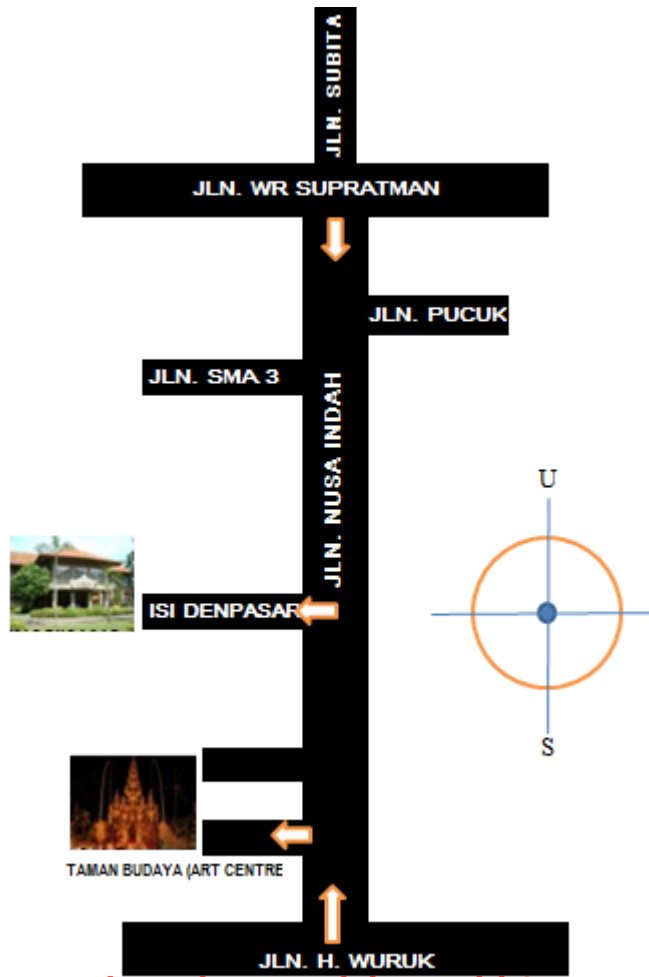 JLN. SUBITA
JLN. WR SUPRATMAN
JLN. PUCUK
JLN. SMA 3
JLN. NUSA INDAH
U
ISI DENPASAR
S
TAMAN BUDAYA (ART CENTRE
JLN. H. WURUK